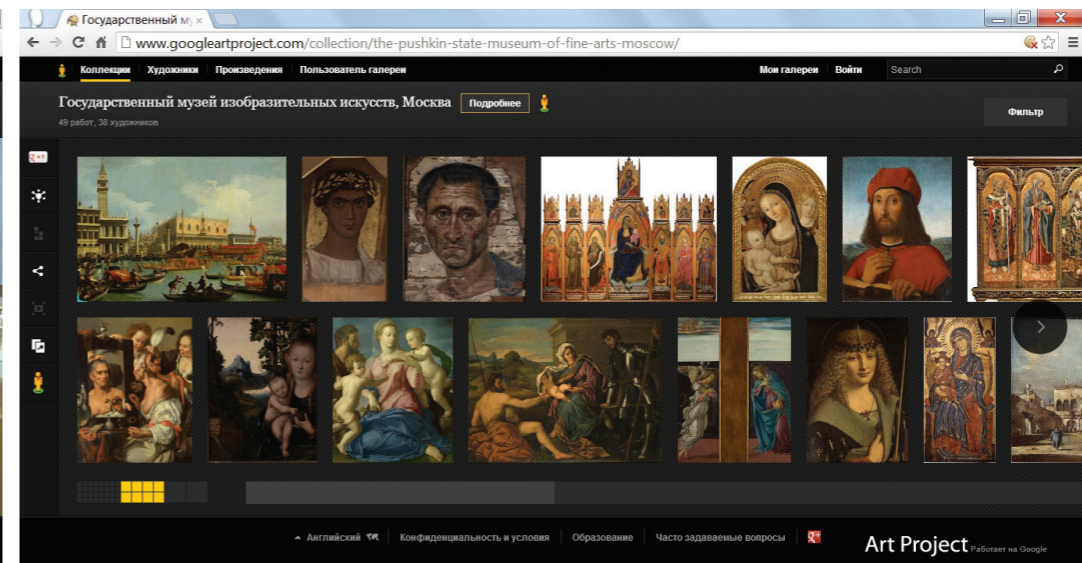 Государственный м
www.googleartproject.com/collection/the-pushkin-state-museum-of-fine-arts-moscow/
Коллекции Художники Произведения Пользователь галереи Мои галереи Войти Search
Государственный музей изобразительных искусств, Москва Подробнее
Фильтр
49 работ, 38 художников
Английский Конфиденциальность и условия Образование Часто задаваемые вопросы g+
Art Project Работает на Google